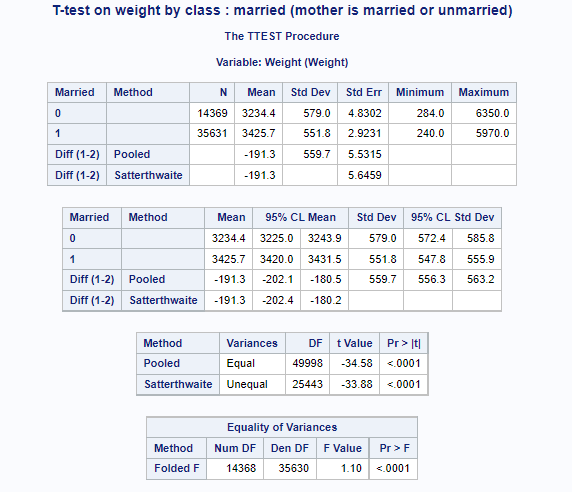 T-test on weight by class : married (mother is married or unmarried)
The TTEST Procedure
Variable: Weight (Weight)
Married Method N Mean Std Dev Std Err Minimum Maximum
0 14369 3234.4 579.0 4.8302 284.0 6350.0
1 35631 3425.7 551.8 2.9231 240.0 5970.0
Diff (1-2) Pooled -191.3 559.7 5.5315
Diff (1-2) Satterthwaite -191.3 5.6459
Married Method Mean 95% CL Mean Std Dev 95% CL Std Dev
0 3234.4 3225.0 3243.9 579.0 572.4 585.8
1 3425.7 3420.0 3431.5 551.8 547.8 555.9
Diff (1-2) Pooled -191.3 -202.1 -180.5 559.7 556.3 563.2
Diff (1-2) Satterthwaite -191.3 -202.4 -180.2
Method Variances DF t Value Pr > |t|
Pooled Equal 49998 -34.58 <.0001
Satterthwaite Unequal 25443 -33.88 <.0001
Equality of Variances
Method Num DF Den DF F Value Pr > F
Folded F 14368 35630 1.10 <.0001